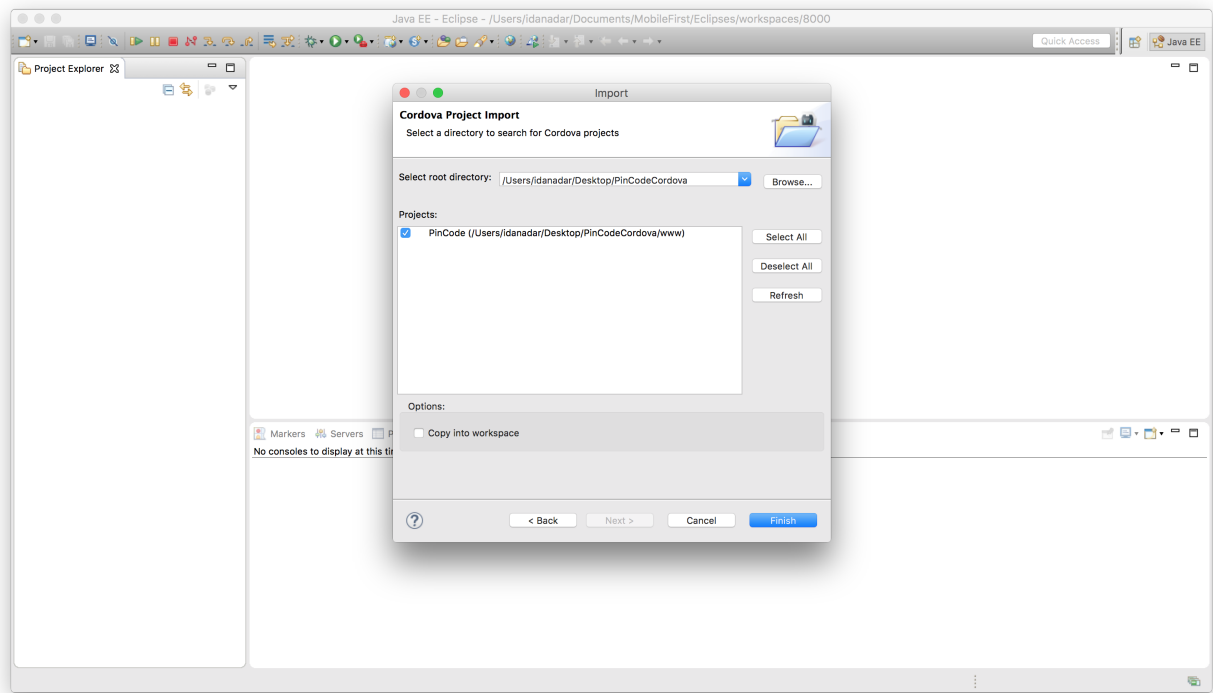 Java EE - Eclipse - /Users/idanadar/Documents/MobileFirst/Eclipses/workspaces/8000
Quick Access
Java EE
Project Explorer
Import
Cordova Project Import
Select a directory to search for Cordova projects
Select root directory:
/Users/idanadar/Desktop/PinCodeCordova
Browse...
Projects:
PinCode (/Users/idanadar/Desktop/PinCodeCordova/www)
Select All
Deselect All
Refresh
Options:
Copy into workspace
Markers
Servers
P
No consoles to display at this ti
?
< Back
Next >
Cancel
Finish